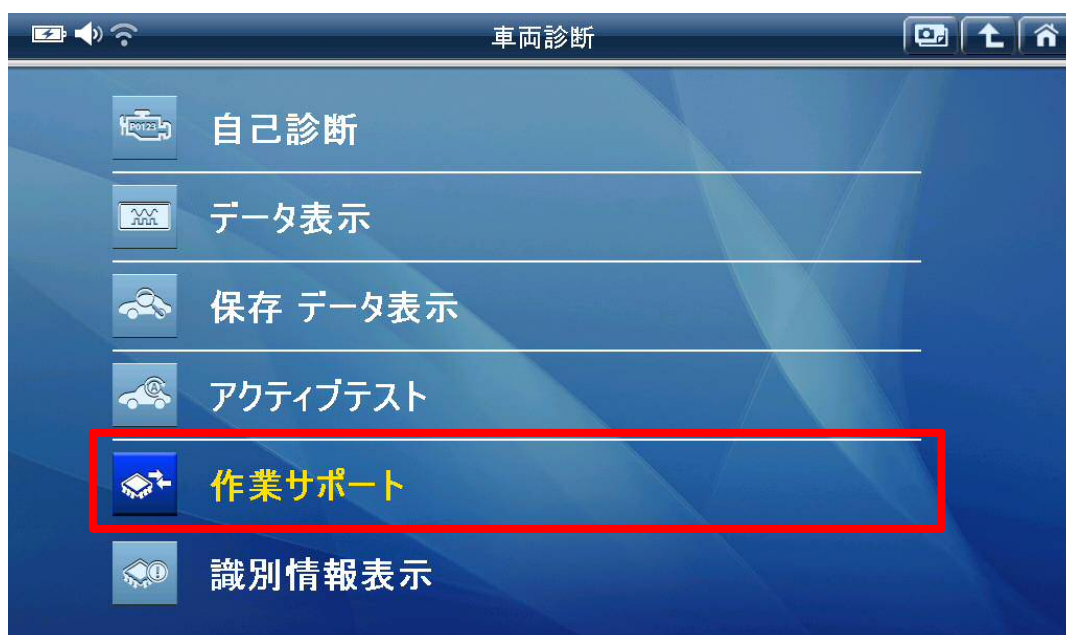 車両診断
P0123
自己診断
データ表示
保存 データ表示
アクティブテスト
作業サポート
識別情報表示